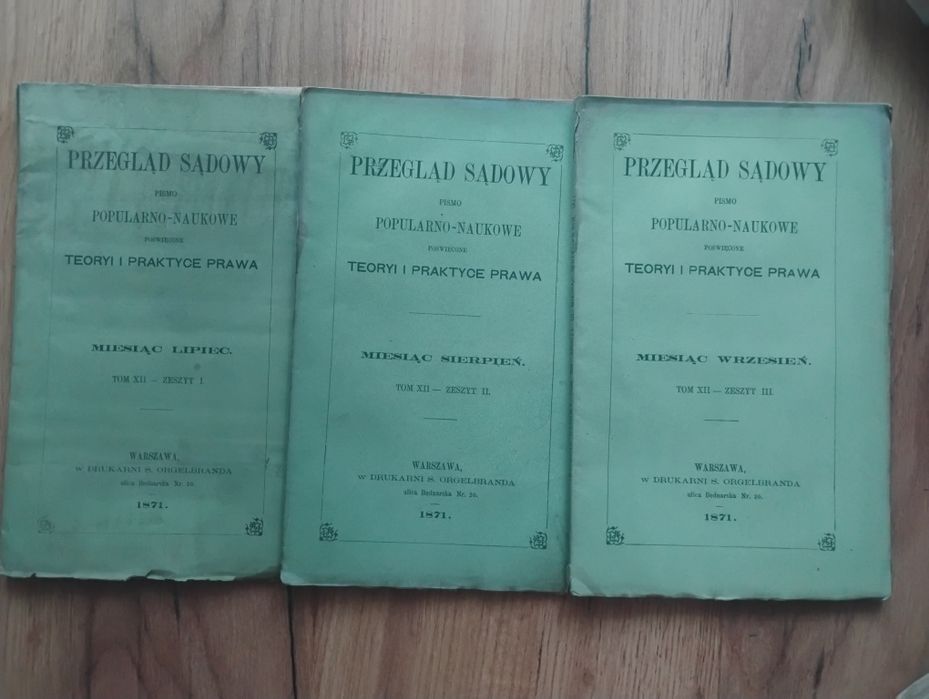 PRZEGLĄD SĄDOWY
PISMO
POPULARNO-NAUKOWE
POŚWIĘCONE
TEORYI I PRAKTYCE PRAWA
MIESIĄC LIPIEC.
TOM XII — ZESZYT I.
WARSZAWA,
W DRUKARNI S. ORGELBRANDA
ulica Bednarska Nr. 20.
1871.
PRZEGLĄD SĄDOWY
PISMO
POPULARNO-NAUKOWE
POŚWIĘCONE
TEORYI I PRAKTYCE PRAWA
MIESIĄC SIERPIEŃ.
TOM XII — ZESZYT II.
WARSZAWA,
W DRUKARNI S. ORGELBRANDA
ulica Bednarska Nr. 20.
1871.
PRZEGLĄD SĄDOWY
PISMO
POPULARNO-NAUKOWE
POŚWIĘCONE
TEORYI I PRAKTYCE PRAWA
MIESIĄC WRZESIEŃ.
TOM XII — ZESZYT III.
WARSZAWA,
W DRUKARNI S. ORGELBRANDA
ulica Bednarska Nr. 20.
1871.